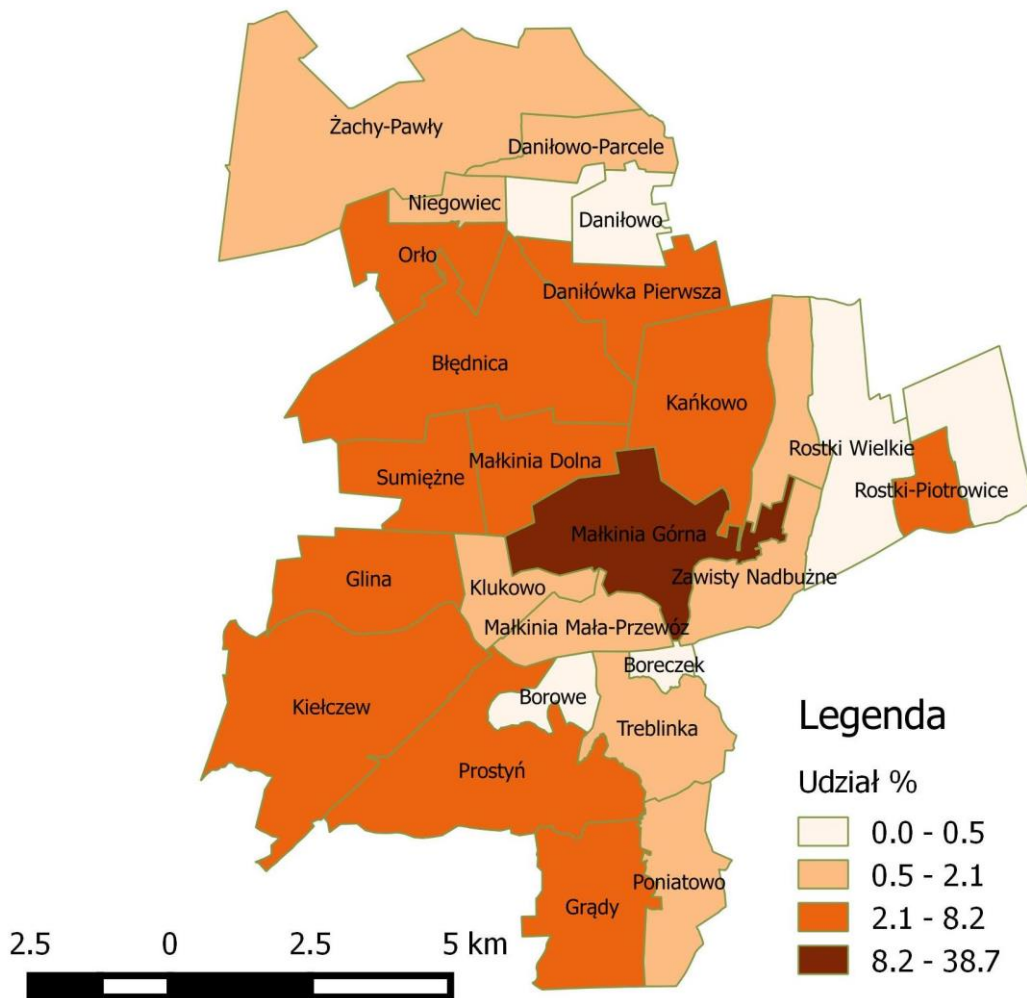 Żachy-Pawły
Daniłowo-Parcele
Niegowiec
Daniłowo
Orło
Daniłówka Pierwsza
Błędnica
Kańkowo
Rostki Wielkie
Sumiężne
Małkinia Dolna
Rostki-Piotrowice
Małkinia Górna
Glina
Klukowo
Zawisty Nadbużne
Małkinia Mała-Przewóz
Boreczek
Kiełczew
Borowe
Treblinka
Prostyń
Poniatowo
Grądy
Legenda
Udział %
0.0 - 0.5
0.5 - 2.1
2.1 - 8.2
8.2 - 38.7
2.5 0 2.5 5 km